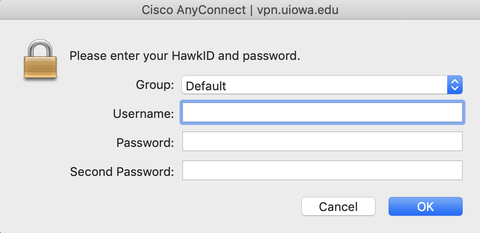 Cisco AnyConnect | vpn.uiowa.edu
Please enter your HawkID and password.
Group: Default
Username:
Password:
Second Password:
Cancel OK